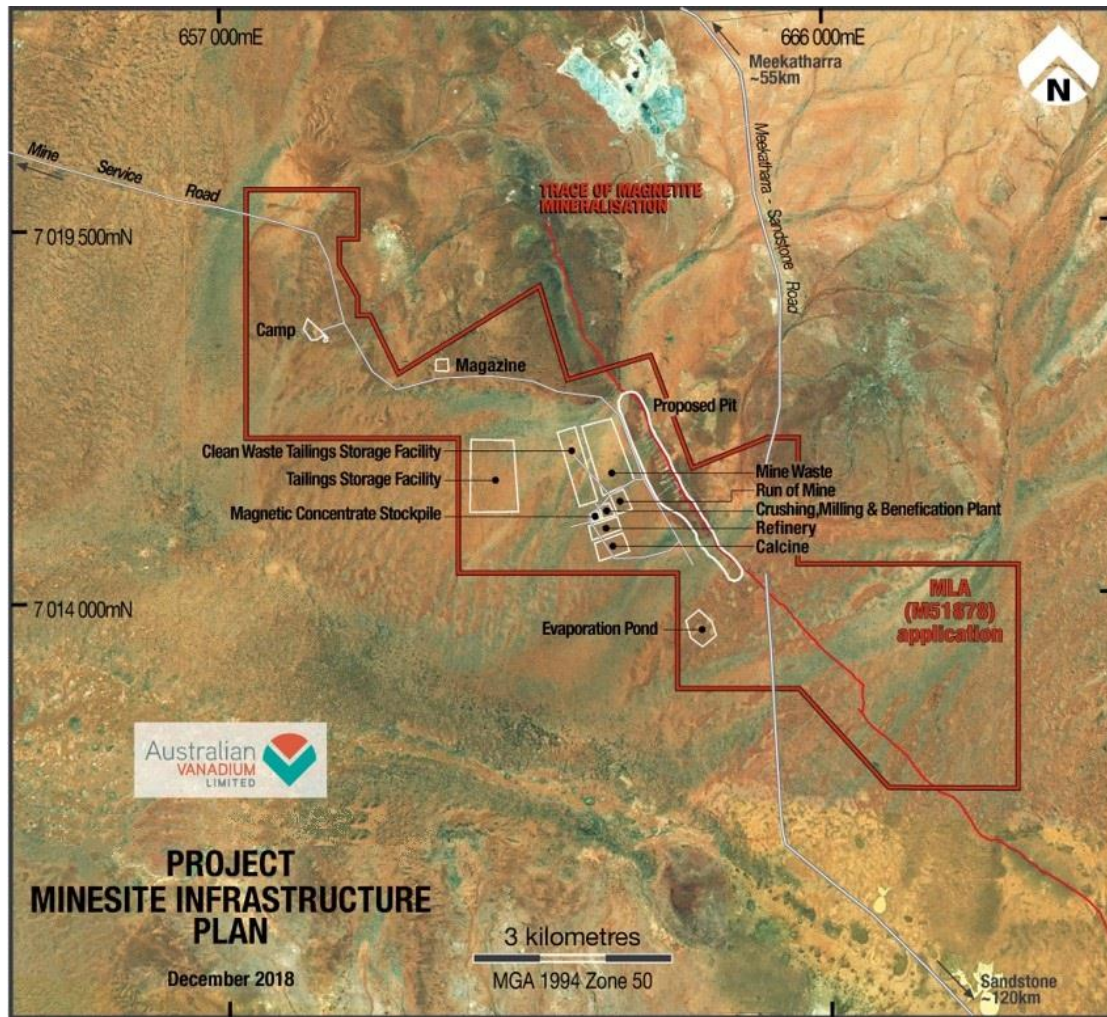 657 000mE
666 000mE
Meekatharra
~55km
N
Mine Service Road
Meekatharra - Sandstone Road
TRACE OF MAGNETITE
MINERALISATION
7 019 500mN
Camp
Magazine
Proposed Pit
Clean Waste Tailings Storage Facility
Tailings Storage Facility
Magnetic Concentrate Stockpile
Mine Waste
Run of Mine
Crushing,Milling & Benefication Plant
Refinery
Calcine
MLA
(M51878)
application
7 014 000mN
Evaporation Pond
Australian
VANADIUM
LIMITED
PROJECT
MINESITE INFRASTRUCTURE
PLAN
December 2018
3 kilometres
MGA 1994 Zone 50
Sandstone
~120km